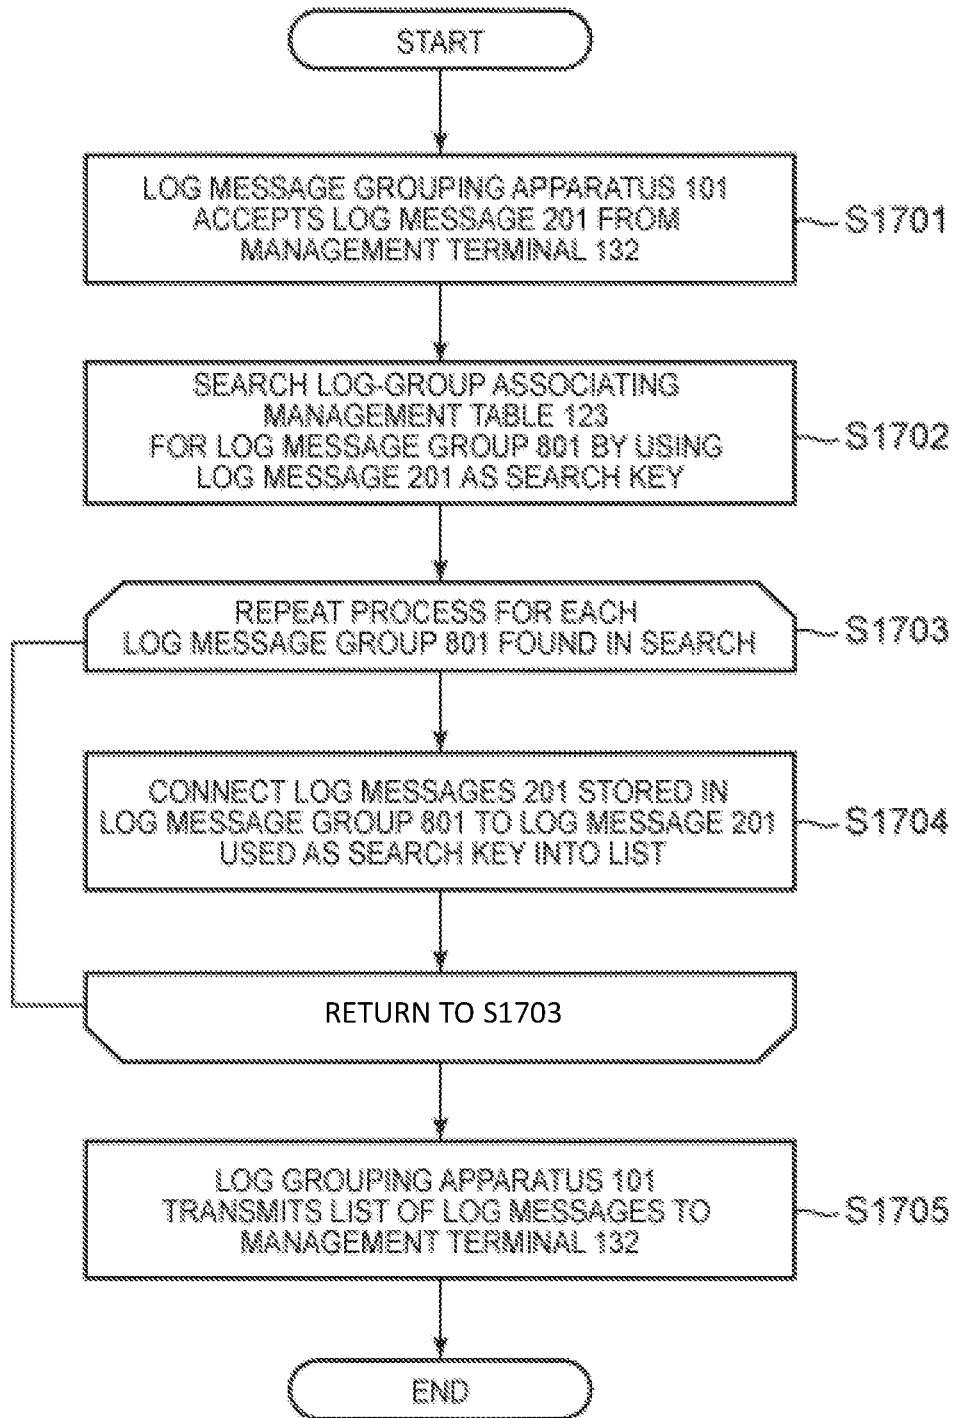 START
LOG MESSAGE GROUPING APPARATUS 101
ACCEPTS LOG MESSAGE 201 FROM
MANAGEMENT TERMINAL 132
S1701
SEARCH LOG-GROUP ASSOCIATING
MANAGEMENT TABLE 123
FOR LOG MESSAGE GROUP 801 BY USING
LOG MESSAGE 201 AS SEARCH KEY
S1702
REPEAT PROCESS FOR EACH
LOG MESSAGE GROUP 801 FOUND IN SEARCH
S1703
CONNECT LOG MESSAGES 201 STORED IN
LOG MESSAGE GROUP 801 TO LOG MESSAGE 201
USED AS SEARCH KEY INTO LIST
S1704
RETURN TO S1703
LOG GROUPING APPARATUS 101
TRANSMITS LIST OF LOG MESSAGES TO
MANAGEMENT TERMINAL 132
S1705
END